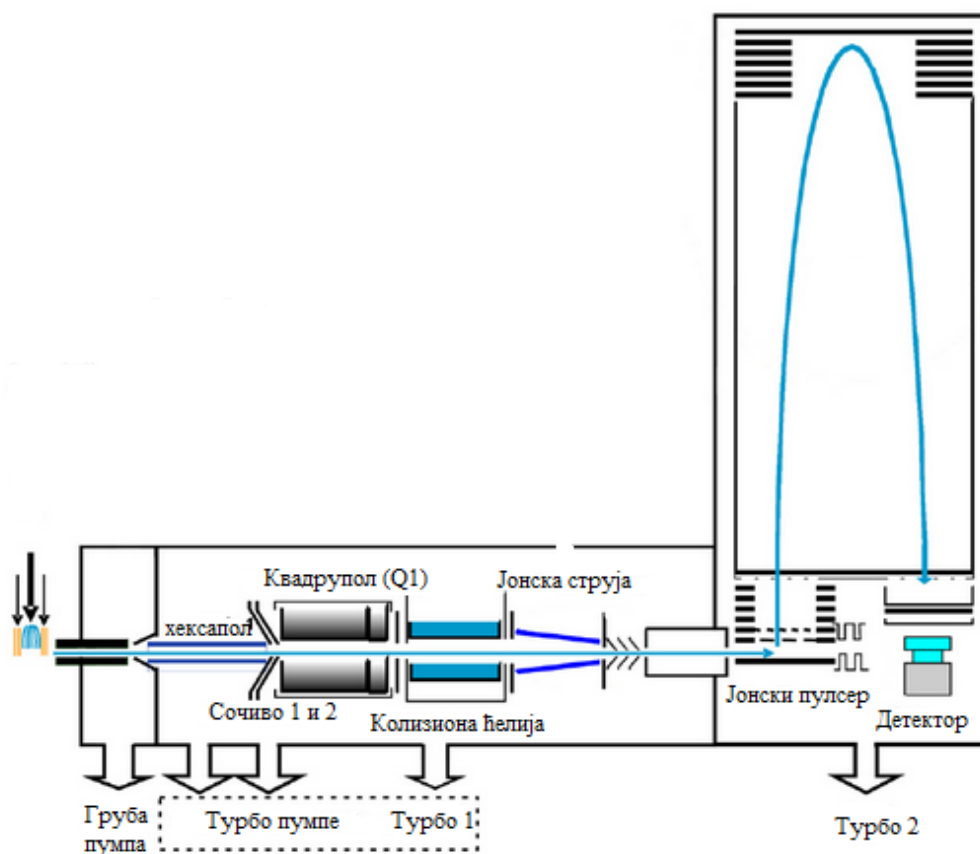 Квадрупол (Q1)
Јонска струја
хексапол
Сочиво 1 и 2
Колизиона ћелија
Јонски пулсер
Детектор
Груба
пумпа
Турбо пумпе
Турбо 1
Турбо 2